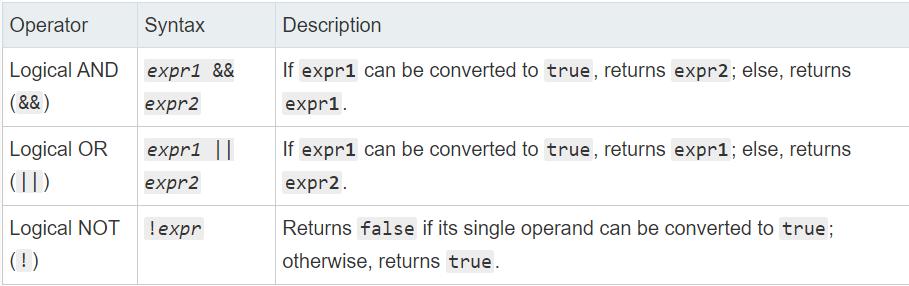 Operator Syntax Description
Logical AND expr1 && If expr1 can be converted to true, returns expr2; else, returns
(&&) expr2 expr1.
Logical OR expr1 || If expr1 can be converted to true, returns expr1; else, returns
(||) expr2 expr2.
Logical NOT !expr Returns false if its single operand can be converted to true;
(!) otherwise, returns true.